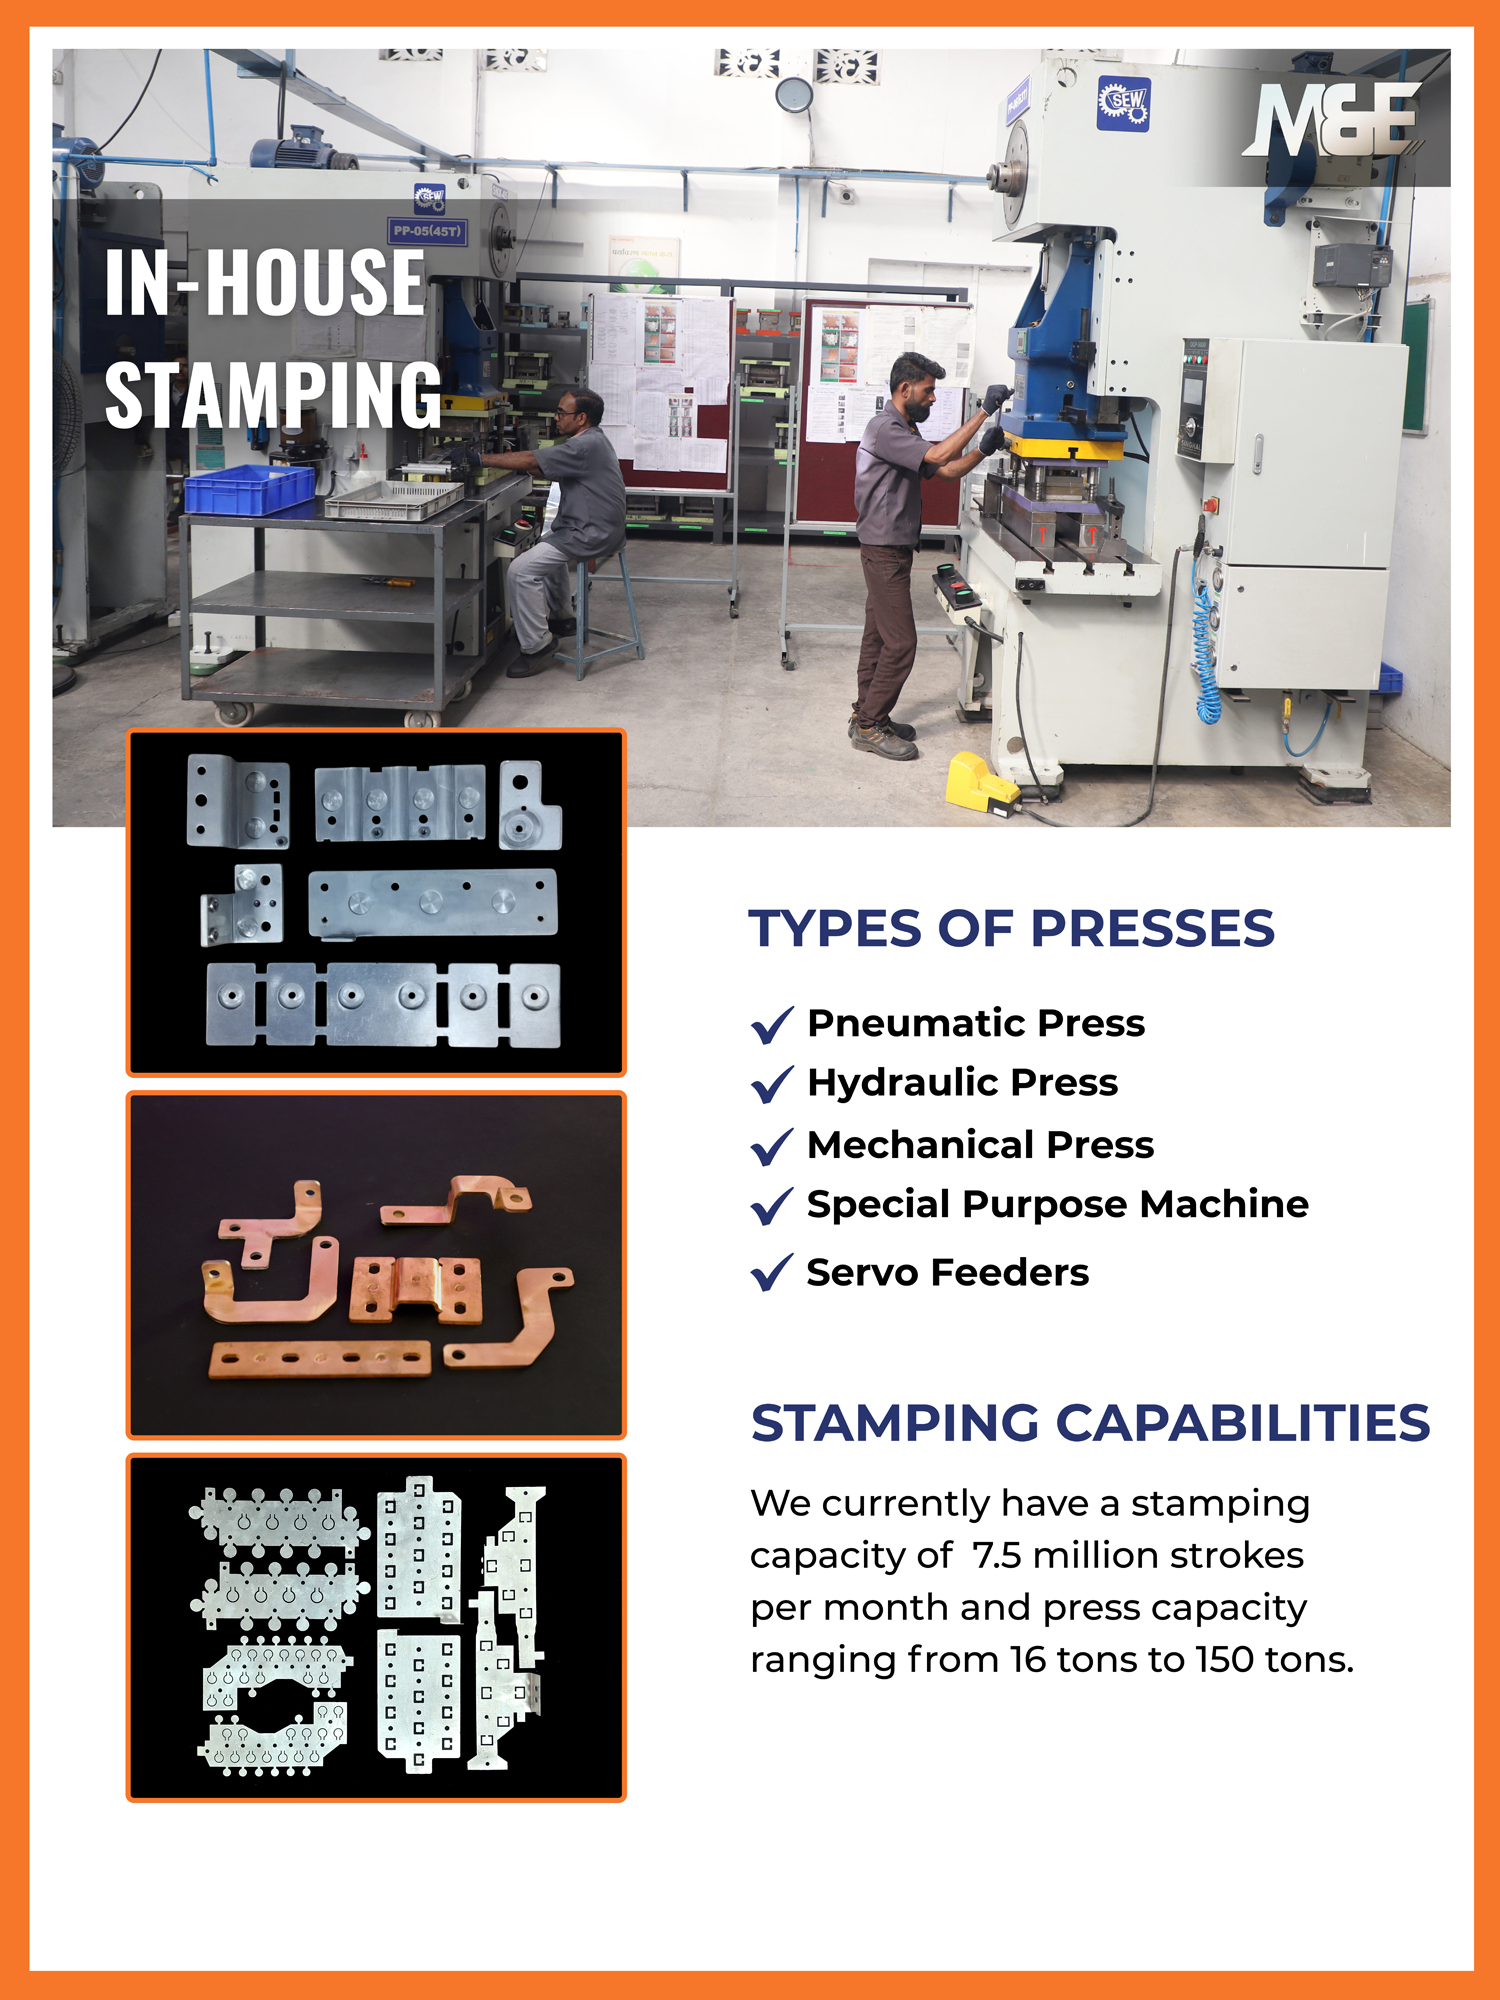 M&E
SEW
SEW
PP-05(45T)
IN-HOUSE
STAMPING
TYPES OF PRESSES
Pneumatic Press
Hydraulic Press
Mechanical Press
Special Purpose Machine
Servo Feeders
STAMPING CAPABILITIES
We currently have a stamping
capacity of 7.5 million strokes
per month and press capacity
ranging from 16 tons to 150 tons.